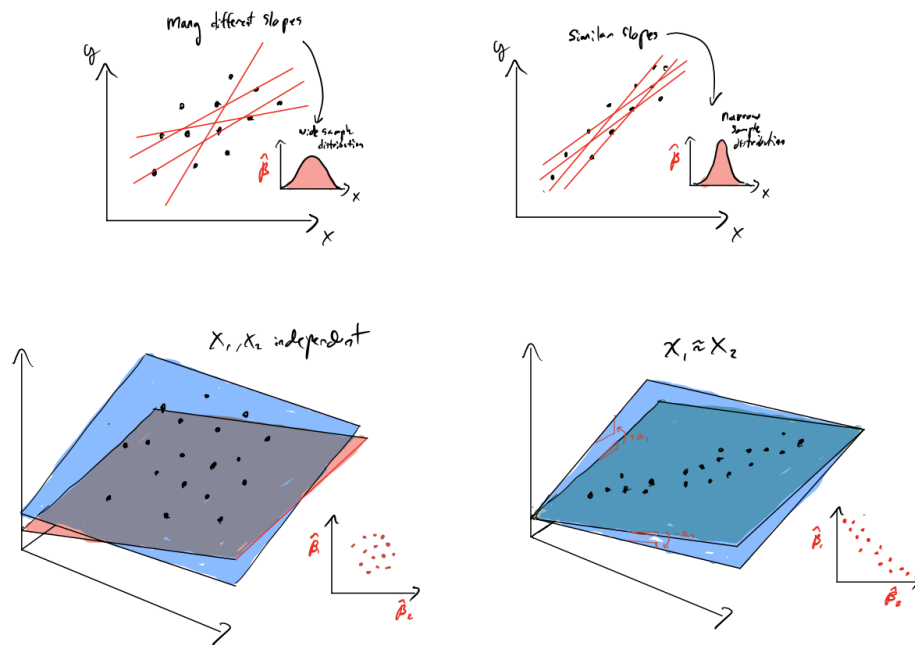 Many different slopes
y
wide sample
distribution
β̂
x
x
Similar slopes
y
narrow
sample
distribution
β̂
x
x
X₁, X₂ independent
β̂₁
β̂₂
X₁ ≈ X₂
+α₁
β̂₁
β̂₂